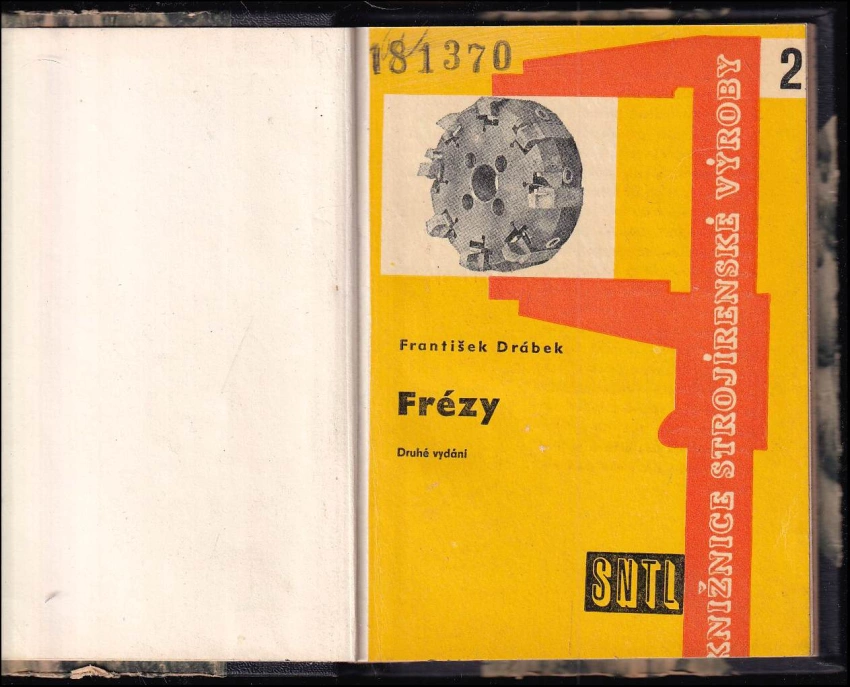 181370
2
František Drábek
Frézy
Druhé vydání
SNTL
KNIŽNICE STROJÍRENSKÉ VÝROBY